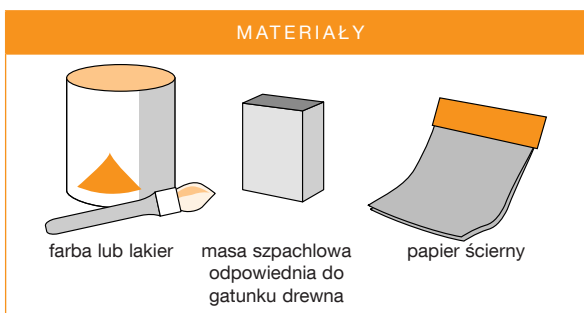 MATERIAŁY
farba lub lakier
masa szpachlowa
odpowiednia do
gatunku drewna
papier ścierny